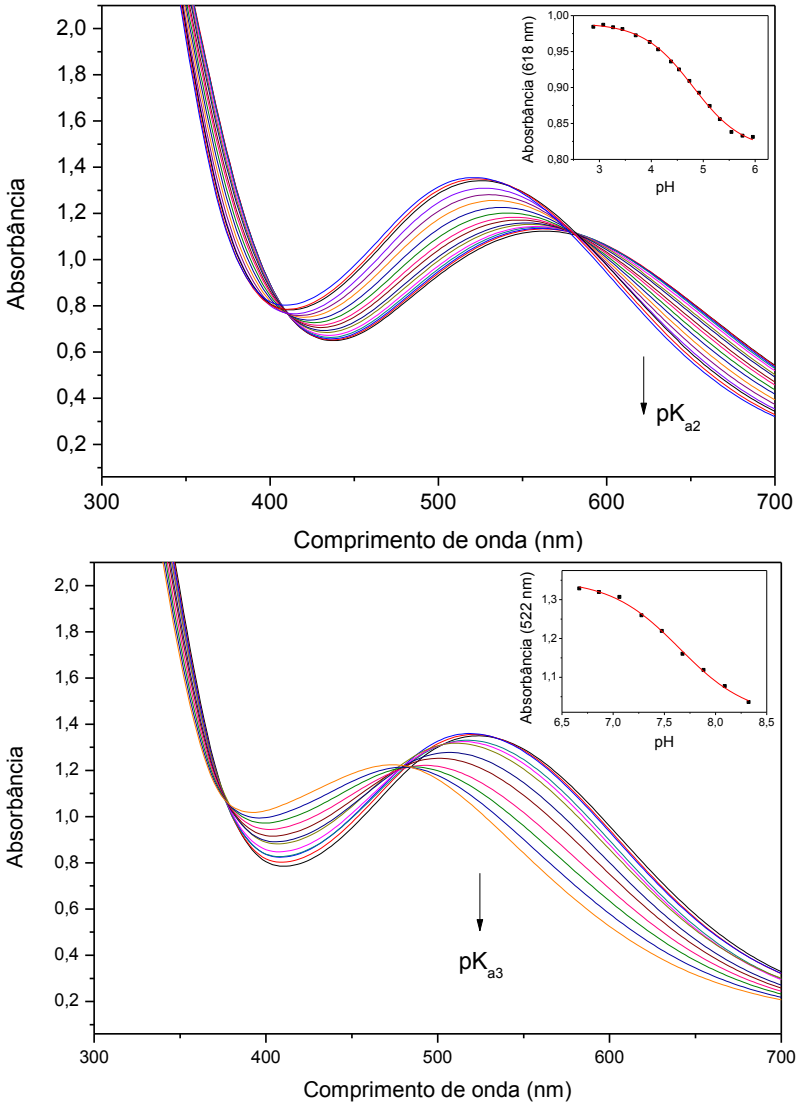 2,0
1,8
1,6
1,4
1,2
1,0
0,8
0,6
0,4
0,2
Absorbância
300 400 500 600 700
Comprimento de onda (nm)
1,00
0,95
0,90
0,85
0,80
Abosrbância (618 nm)
3 4 5 6
pH
pKa2
2,0
1,8
1,6
1,4
1,2
1,0
0,8
0,6
0,4
0,2
Absorbância
300 400 500 600 700
Comprimento de onda (nm)
1,3
1,2
1,1
Absorbância (522 nm)
6,5 7,0 7,5 8,0 8,5
pH
pKa3